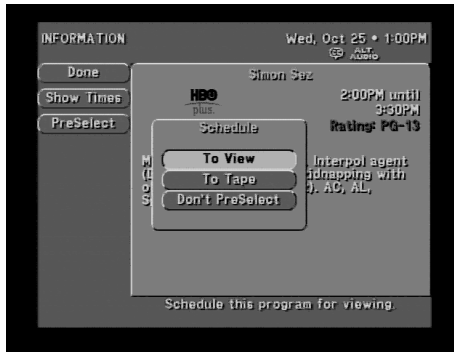 INFORMATION
Wed, Oct 25 • 1:00PM
CC ALT. AUDIO
Done
Show Times
PreSelect
Simon Sez
HBO
plus.
2:00PM until
3:30PM
Rating: PG-13
Schedule
To View
To Tape
Don't PreSelect
M Interpol agent
(L kidnapping with
o ). AC, AL,
S
Schedule this program for viewing.